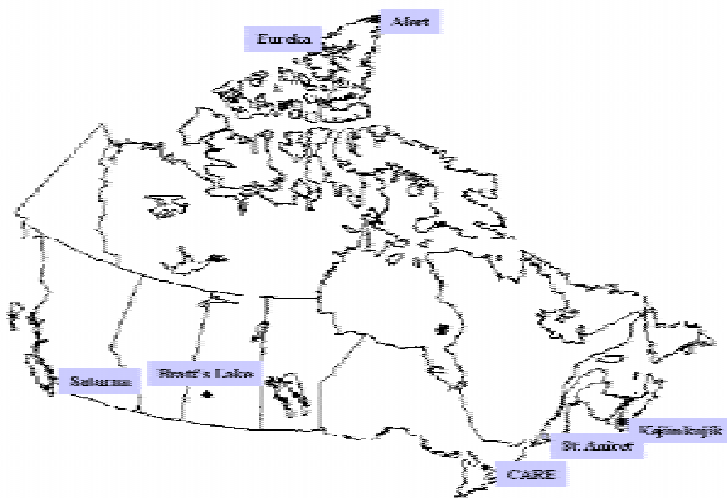 Alert
Eureka
Bratt's Lake
Saturna
Kejimkujik
St. Anicet
CARE